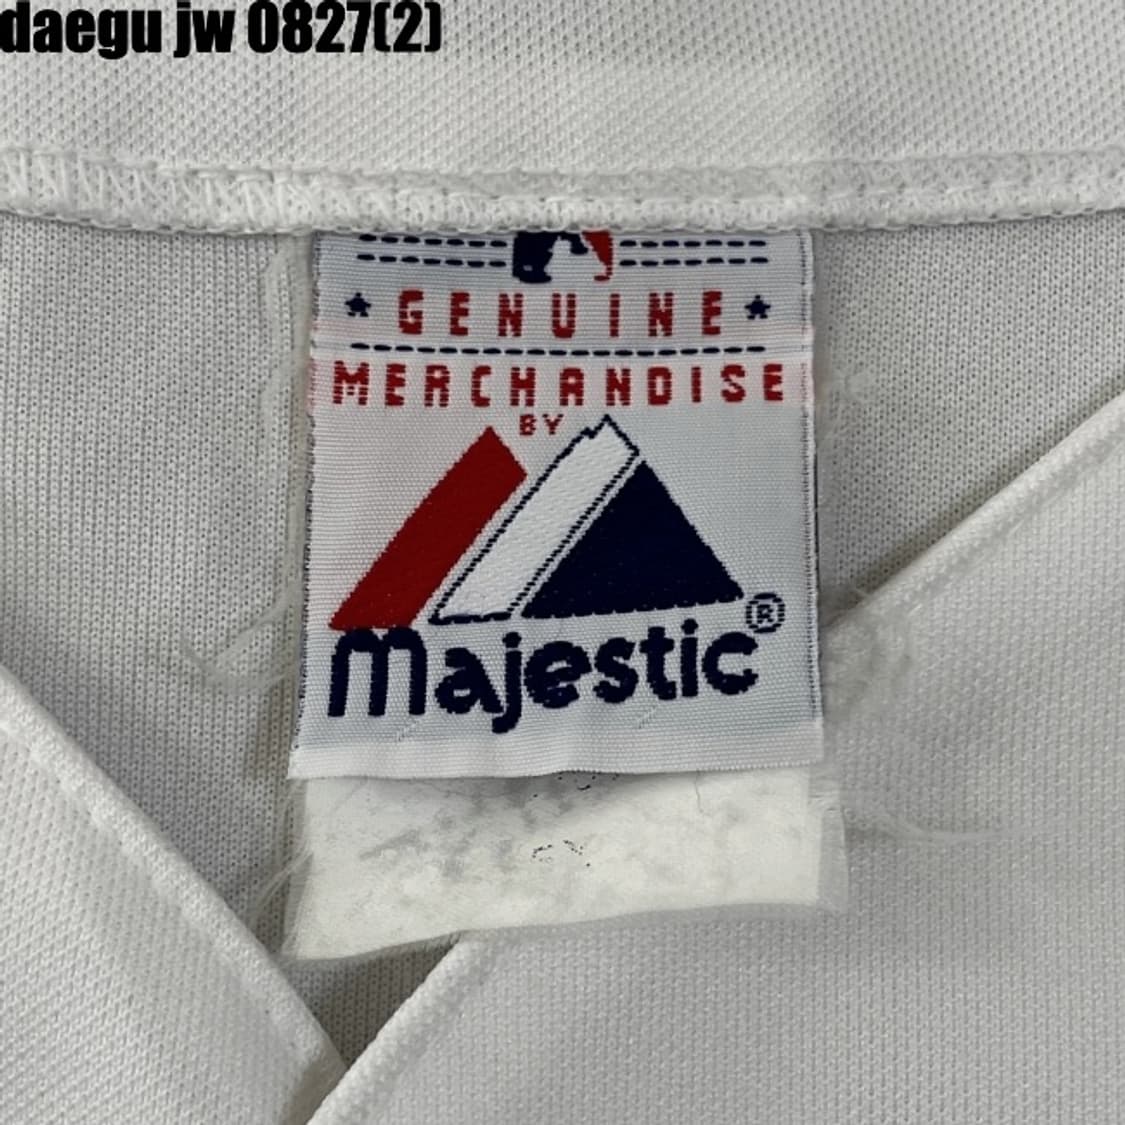 daegu jw 0827(2)
GENUINE
MERCHANDISE
BY
Majestic®